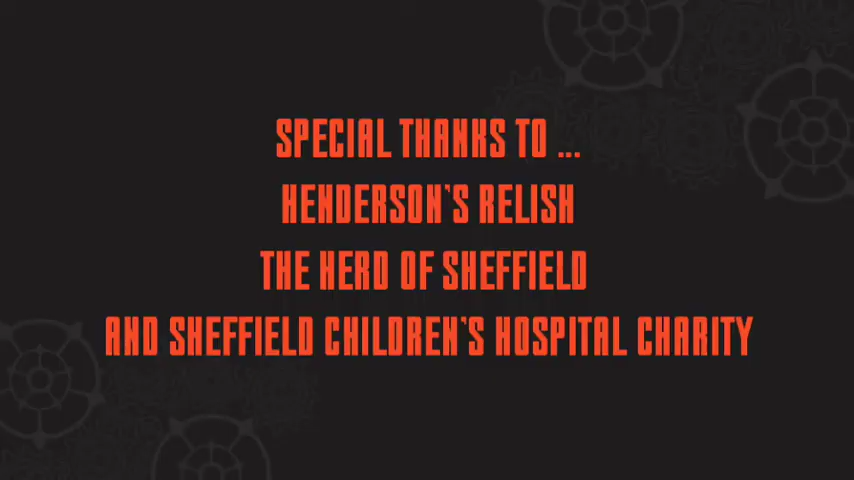 SPECIAL THANKS TO ...
HENDERSON'S RELISH
THE HERD OF SHEFFIELD
AND SHEFFIELD CHILDREN'S HOSPITAL CHARITY